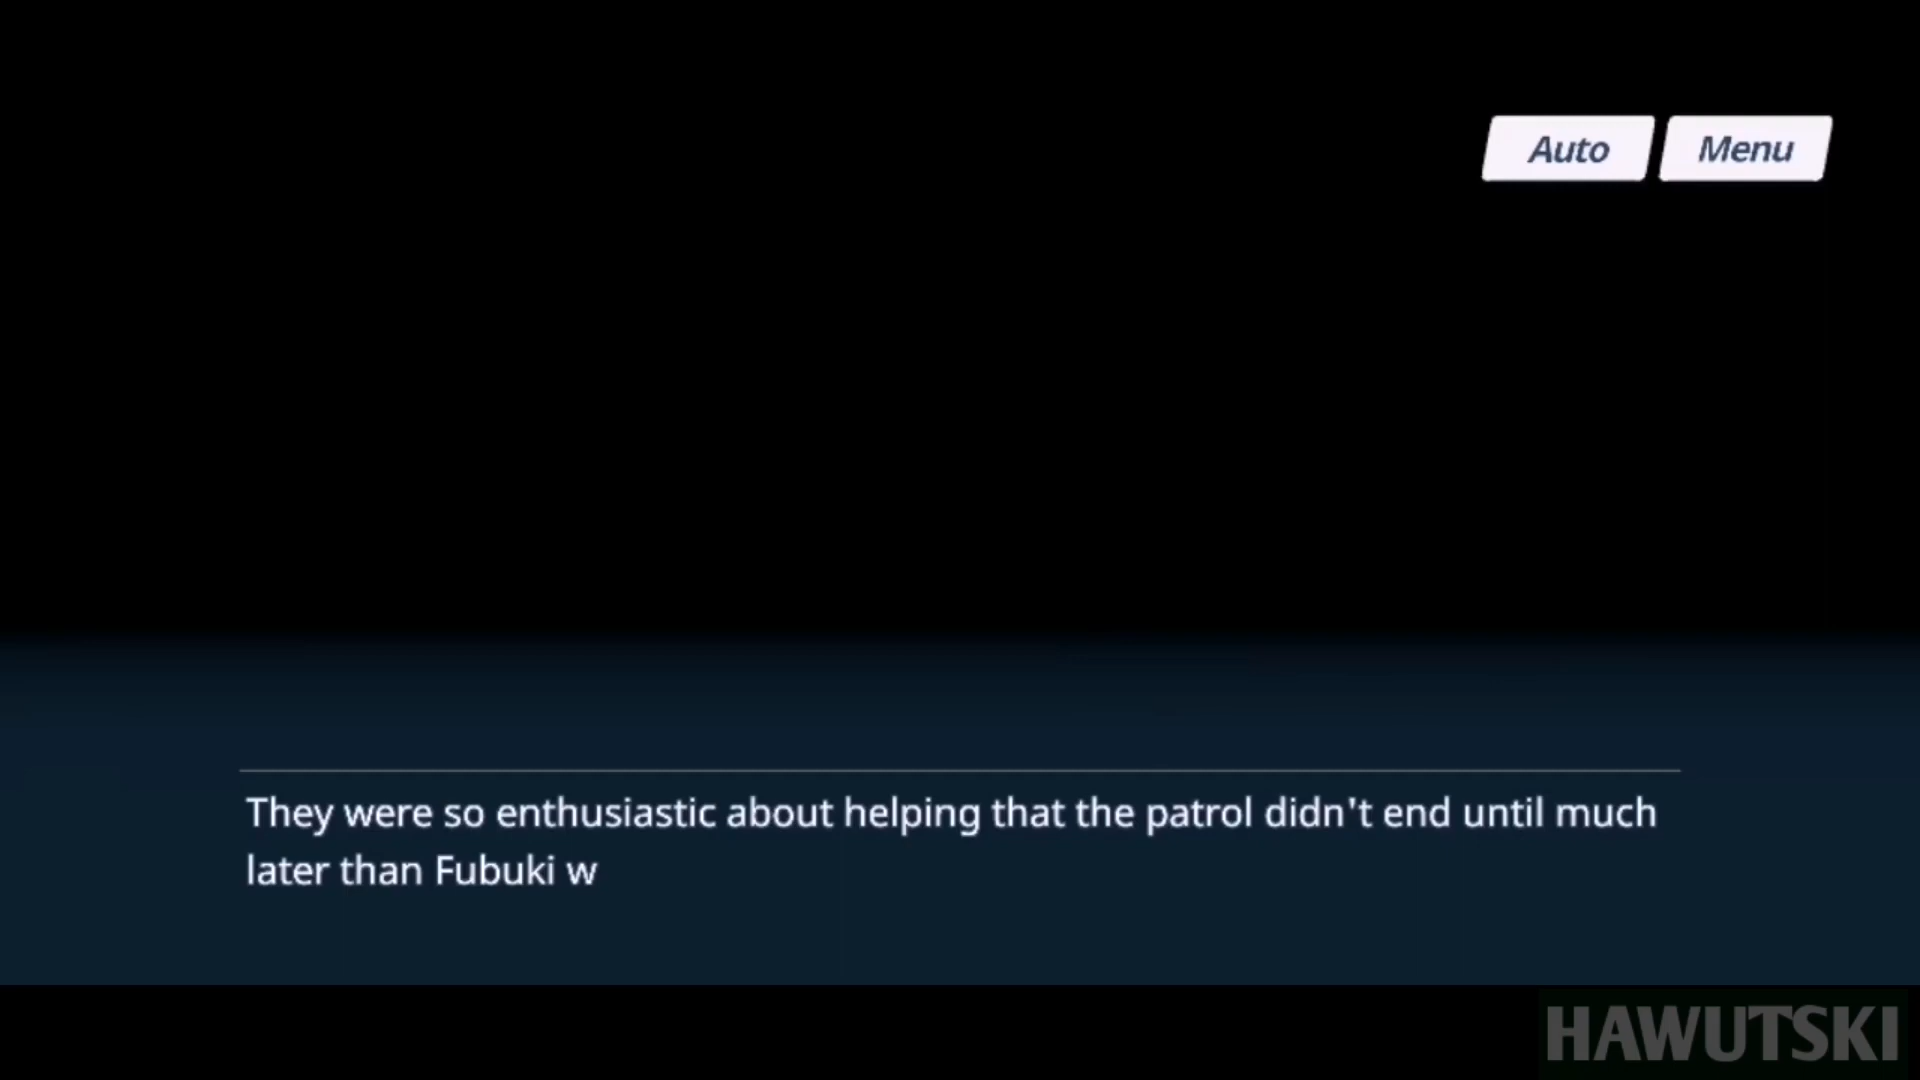 Auto Menu
They were so enthusiastic about helping that the patrol didn't end until much
later than Fubuki w
HAWUTSKI